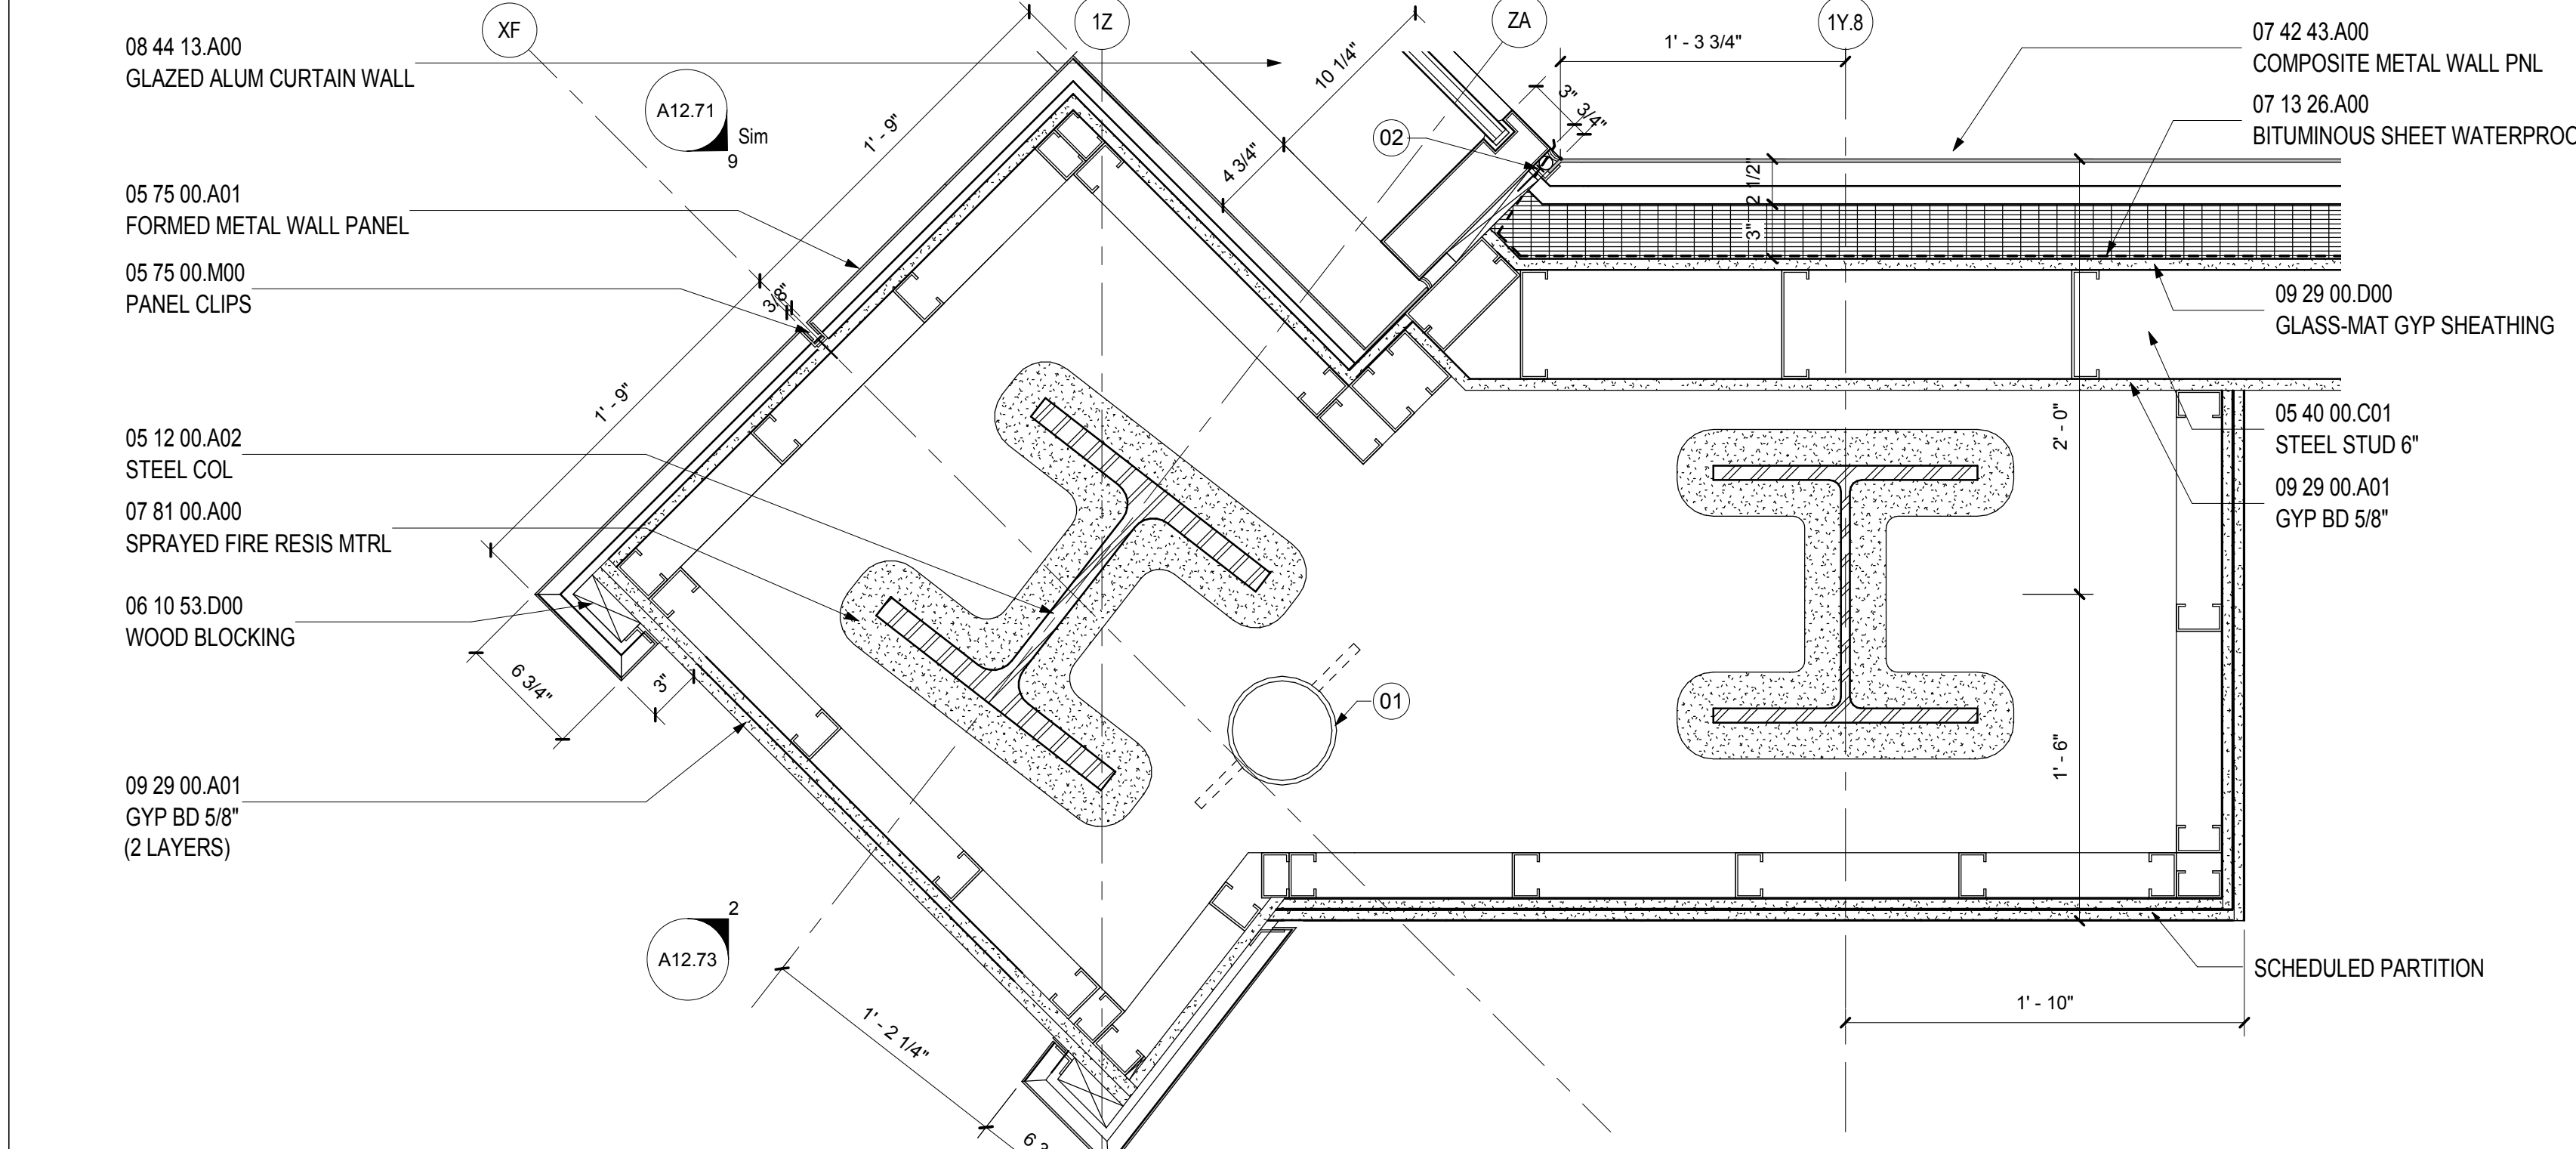 XF
1Z
ZA
1Y.8
08 44 13.A00
GLAZED ALUM CURTAIN WALL
A12.71
Sim
9
05 75 00.A01
FORMED METAL WALL PANEL
05 75 00.M00
PANEL CLIPS
05 12 00.A02
STEEL COL
07 81 00.A00
SPRAYED FIRE RESIS MTRL
06 10 53.D00
WOOD BLOCKING
09 29 00.A01
GYP BD 5/8"
(2 LAYERS)
1' - 9"
3/8"
1' - 9"
6 3/4"
3"
10 1/4"
4 3/4"
02
3"
3/4"
1' - 3 3/4"
2 1/2"
3"
2' - 0"
1' - 6"
01
2
A12.73
1' - 2 1/4"
1' - 10"
07 42 43.A00
COMPOSITE METAL WALL PNL
07 13 26.A00
BITUMINOUS SHEET WATERPROO
09 29 00.D00
GLASS-MAT GYP SHEATHING
05 40 00.C01
STEEL STUD 6"
09 29 00.A01
GYP BD 5/8"
SCHEDULED PARTITION